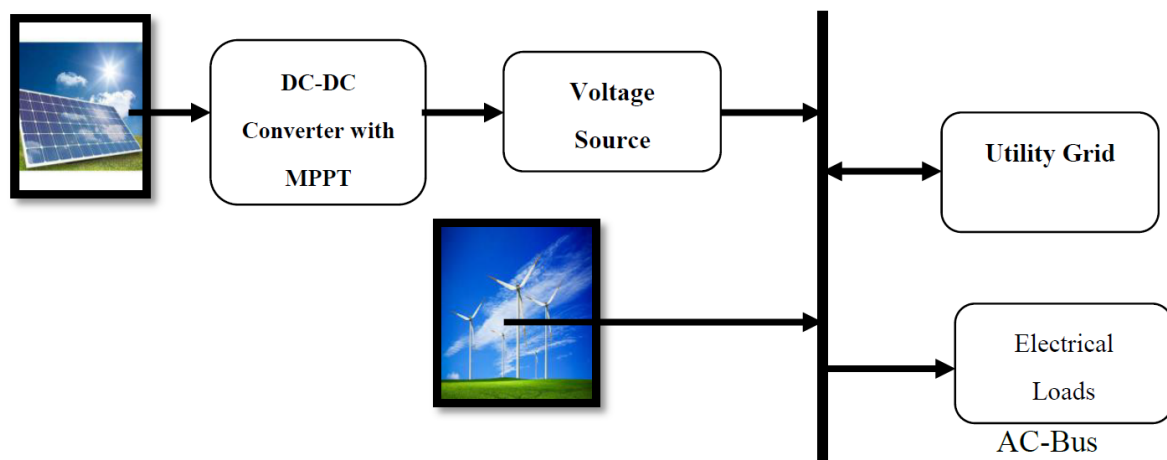 DC-DC
Converter with
MPPT
Voltage
Source
Utility Grid
Electrical
Loads
AC-Bus